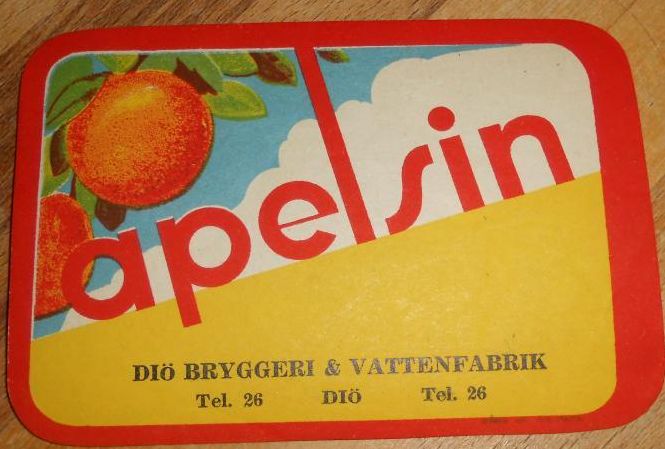 apelsin
DIÖ BRYGGERI & VATTENFABRIK
Tel. 26 DIÖ Tel. 26